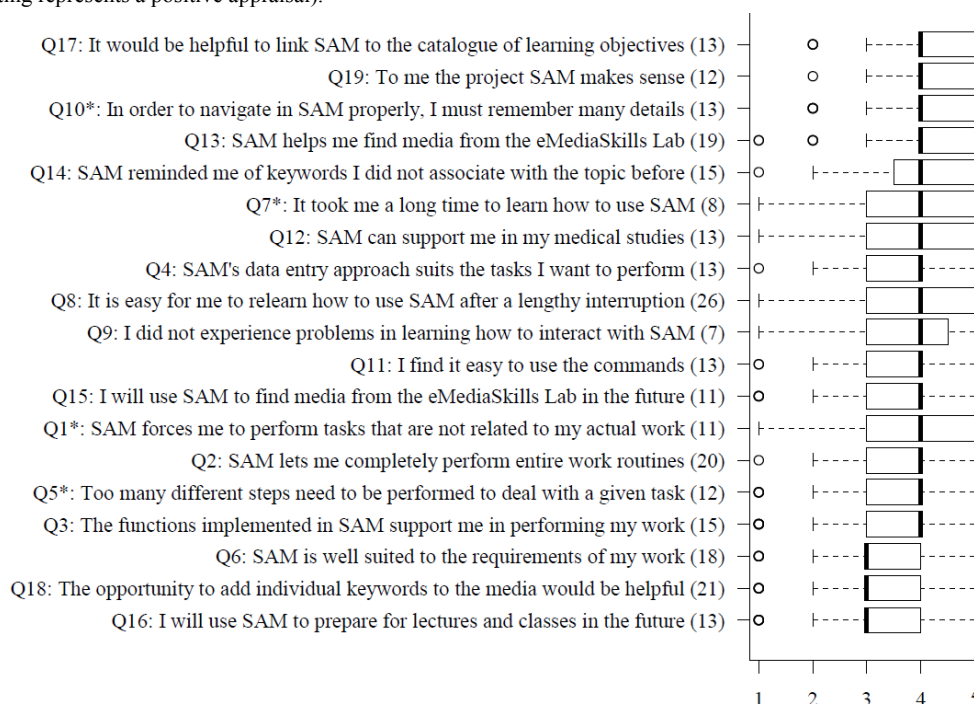 ting represents a positive appraisal).
Q17: It would be helpful to link SAM to the catalogue of learning objectives (13)
Q19: To me the project SAM makes sense (12)
Q10*: In order to navigate in SAM properly, I must remember many details (13)
Q13: SAM helps me find media from the eMediaSkills Lab (19)
Q14: SAM reminded me of keywords I did not associate with the topic before (15)
Q7*: It took me a long time to learn how to use SAM (8)
Q12: SAM can support me in my medical studies (13)
Q4: SAM's data entry approach suits the tasks I want to perform (13)
Q8: It is easy for me to relearn how to use SAM after a lengthy interruption (26)
Q9: I did not experience problems in learning how to interact with SAM (7)
Q11: I find it easy to use the commands (13)
Q15: I will use SAM to find media from the eMediaSkills Lab in the future (11)
Q1*: SAM forces me to perform tasks that are not related to my actual work (11)
Q2: SAM lets me completely perform entire work routines (20)
Q5*: Too many different steps need to be performed to deal with a given task (12)
Q3: The functions implemented in SAM support me in performing my work (15)
Q6: SAM is well suited to the requirements of my work (18)
Q18: The opportunity to add individual keywords to the media would be helpful (21)
Q16: I will use SAM to prepare for lectures and classes in the future (13)
1 2 3 4